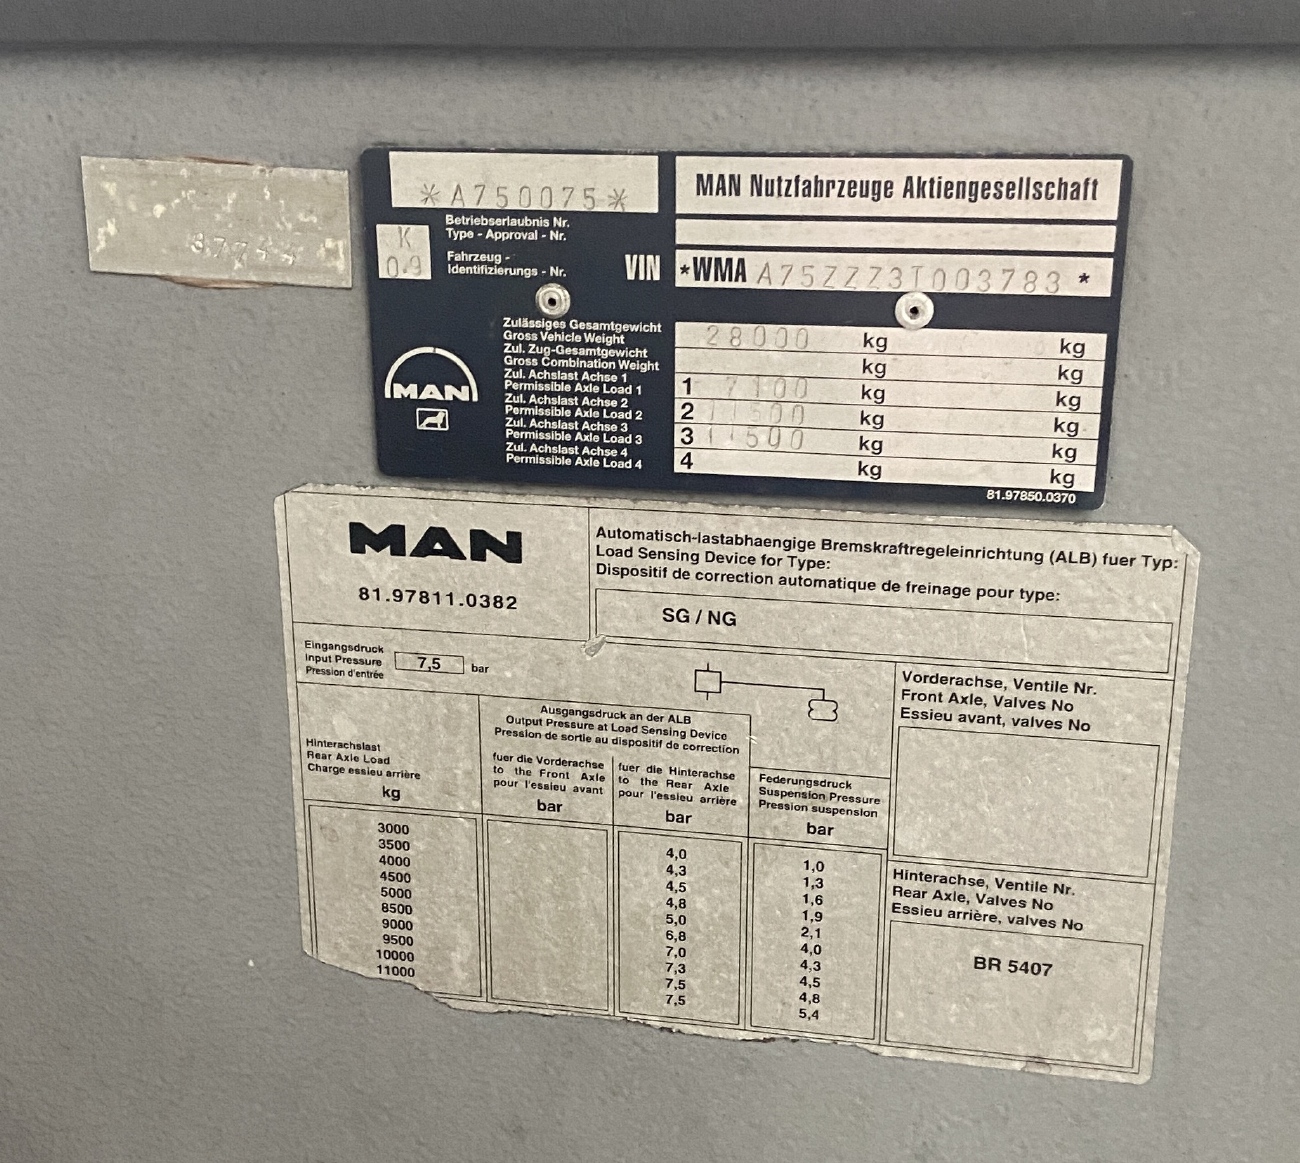 *A750075*
MAN Nutzfahrzeuge Aktiengesellschaft
Betriebserlaubnis Nr.
Type - Approval - Nr.
K
0.9
Fahrzeug -
Identifizierungs - Nr.
VIN
*WMA A75ZZZ3T003783 *
Zulässiges Gesamtgewicht
Gross Vehicle Weight
28000 kg kg
Zul. Zug-Gesamtgewicht
Gross Combination Weight
kg kg
Zul. Achslast Achse 1
Permissible Axle Load 1
1 7100 kg kg
Zul. Achslast Achse 2
Permissible Axle Load 2
2 11500 kg kg
Zul. Achslast Achse 3
Permissible Axle Load 3
3 11500 kg kg
Zul. Achslast Achse 4
Permissible Axle Load 4
4 kg kg
MAN
81.97850.0370
MAN
81.97811.0382
Automatisch-lastabhaengige Bremskraftregeleinrichtung (ALB) fuer Typ:
Load Sensing Device for Type:
Dispositif de correction automatique de freinage pour type:
SG / NG
Eingangsdruck
Input Pressure
Pression d'entrée
7,5 bar
Hinterachslast
Rear Axle Load
Charge essieu arrière
kg
Ausgangsdruck an der ALB
Output Pressure at Load Sensing Device
Pression de sortie au dispositif de correction
fuer die Vorderachse
to the Front Axle
pour l'essieu avant
bar
fuer die Hinterachse
to the Rear Axle
pour l'essieu arrière
bar
Federungsdruck
Suspension Pressure
Pression suspension
bar
3000 4,0 1,0
3500 4,3 1,3
4000 4,5 1,6
4500 4,8 1,9
5000 5,0 2,1
8500 6,8 4,0
9000 7,0 4,3
9500 7,3 4,5
10000 7,5 4,8
11000 7,5 5,4
Vorderachse, Ventile Nr.
Front Axle, Valves No
Essieu avant, valves No
Hinterachse, Ventile Nr.
Rear Axle, Valves No
Essieu arrière, valves No
BR 5407